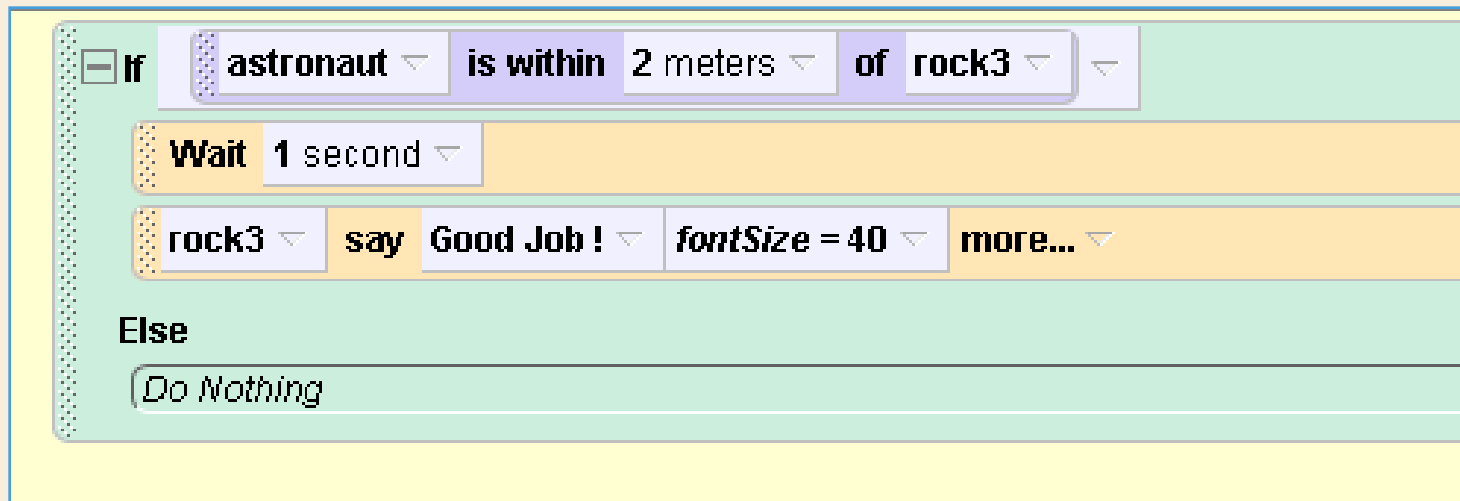 If astronaut is within 2 meters of rock3
Wait 1 second
rock3 say Good Job ! fontSize = 40 more...
Else
Do Nothing